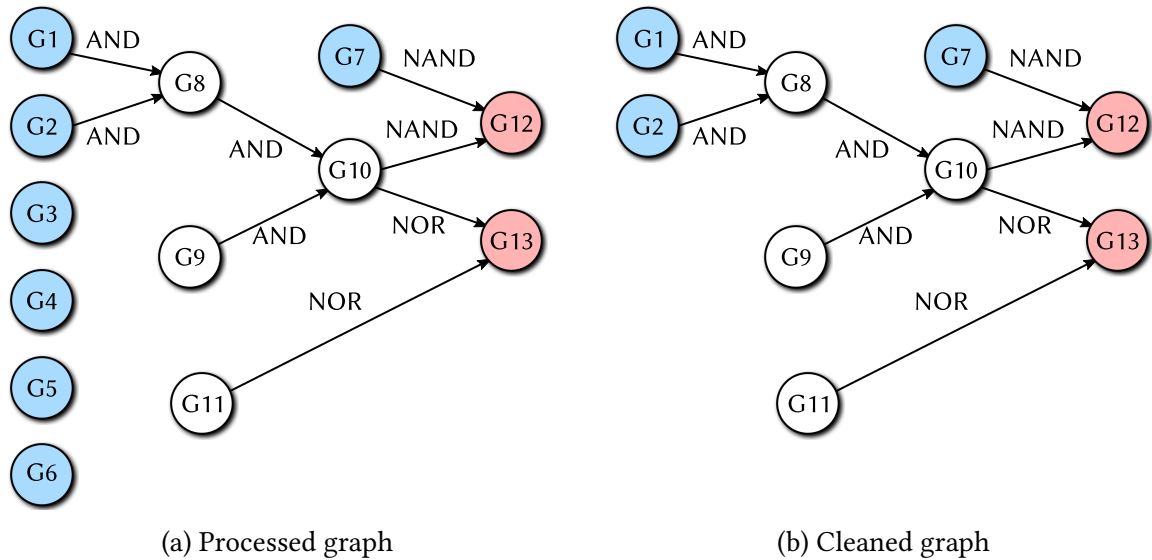 G1
AND
G8
G2
AND
G7
NAND
G12
NAND
AND
G10
G3
NOR
G13
AND
G9
G4
NOR
G11
G5
G6
(a) Processed graph
G1
AND
G8
G2
AND
G7
NAND
G12
NAND
AND
G10
NOR
G13
AND
G9
NOR
G11
(b) Cleaned graph